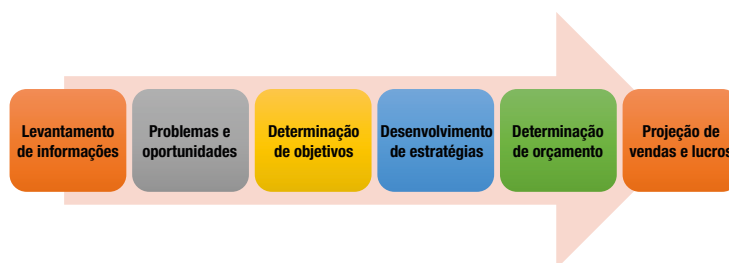 Levantamento
de informações
Problemas e
oportunidades
Determinação
de objetivos
Desenvolvimento
de estratégias
Determinação
de orçamento
Projeção de
vendas e lucros